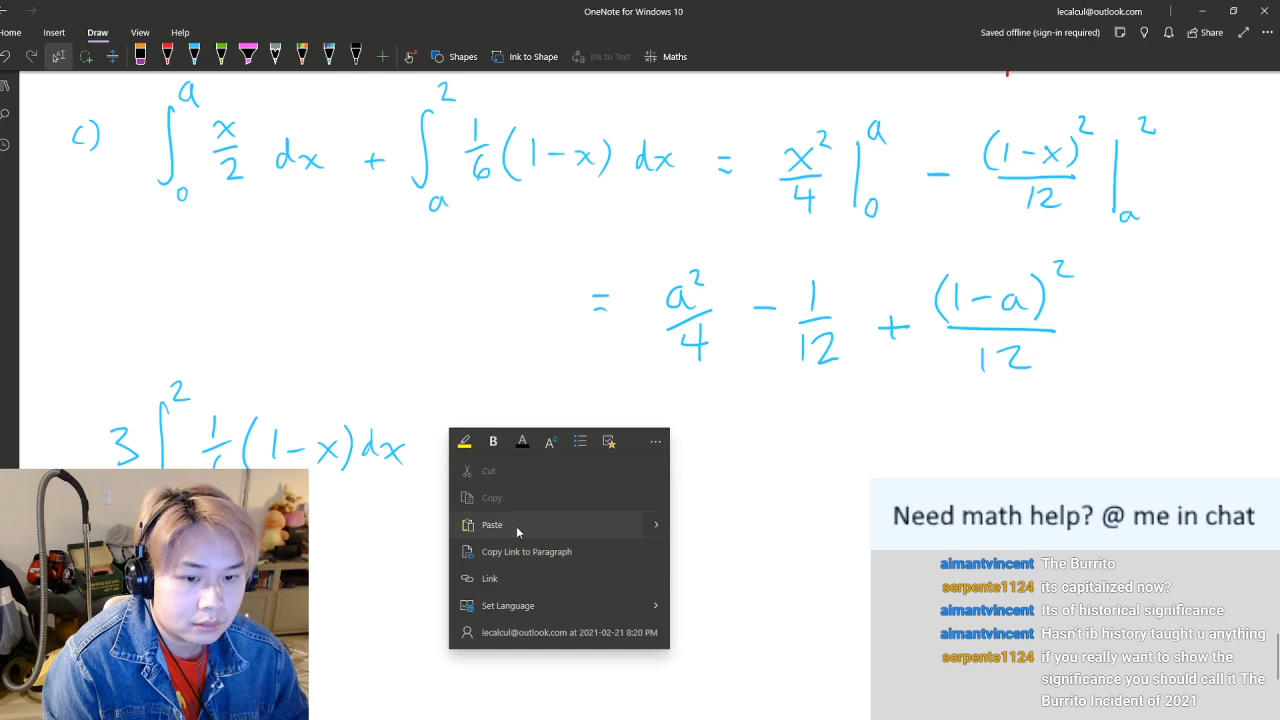 OneNote for Windows 10
lecalcul@outlook.com
Home Insert Draw View Help
Saved offline (sign-in required) Share
Shapes Ink to Shape Ink to Text Maths
c) ∫₀ᵃ x/2 dx + ∫ₐ² 1/6 (1-x) dx = x²/4 |₀ᵃ - (1-x)²/12 |ₐ²
= a²/4 - 1/12 + (1-a)²/12
3 ∫² (1-x)dx
B A A
Cut
Copy
Paste
Copy Link to Paragraph
Link
Set Language
lecalcul@outlook.com at 2021-02-21 8:20 PM
Need math help? @ me in chat
aimantvincent The Burrito
serpente1124 its capitalized now?
aimantvincent Its of historical significance
aimantvincent Hasn't ib history taught u anything
serpente1124 if you really want to show the
significance you should call it The
Burrito Incident of 2021